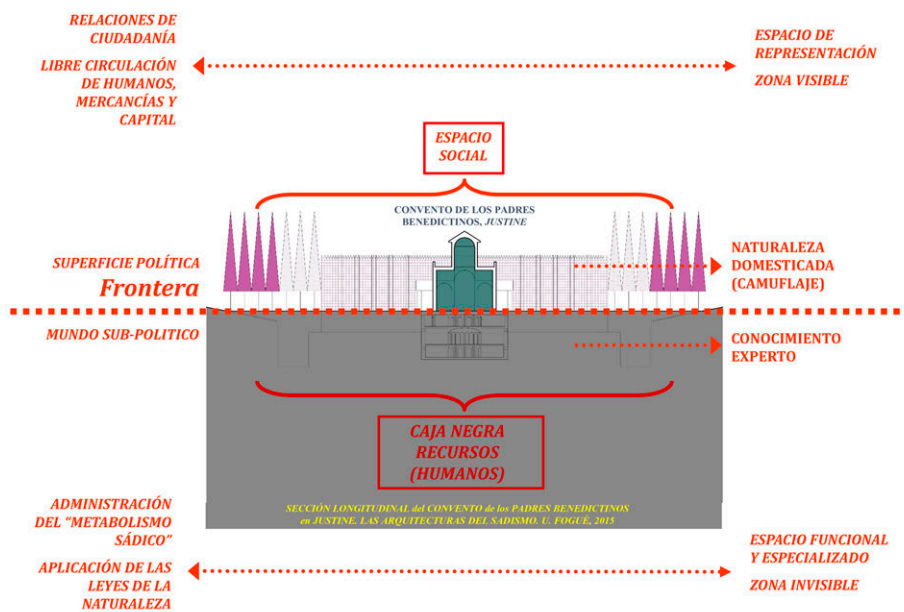 RELACIONES DE
CIUDADANÍA
LIBRE CIRCULACIÓN
DE HUMANOS,
MERCANCÍAS Y
CAPITAL
ESPACIO DE
REPRESENTACIÓN
ZONA VISIBLE
ESPACIO
SOCIAL
CONVENTO DE LOS PADRES
BENEDICTINOS, JUSTINE
SUPERFICIE POLÍTICA
Frontera
NATURALEZA
DOMESTICADA
(CAMUFLAJE)
MUNDO SUB-POLITICO
CONOCIMIENTO
EXPERTO
CAJA NEGRA
RECURSOS
(HUMANOS)
SECCIÓN LONGITUDINAL del CONVENTO de los PADRES BENEDICTINOS
en JUSTINE. LAS ARQUITECTURAS DEL SADISMO. U. FOGUÉ, 2015
ADMINISTRACIÓN
DEL “METABOLISMO
SÁDICO”
APLICACIÓN DE LAS
LEYES DE LA
NATURALEZA
ESPACIO FUNCIONAL
Y ESPECIALIZADO
ZONA INVISIBLE